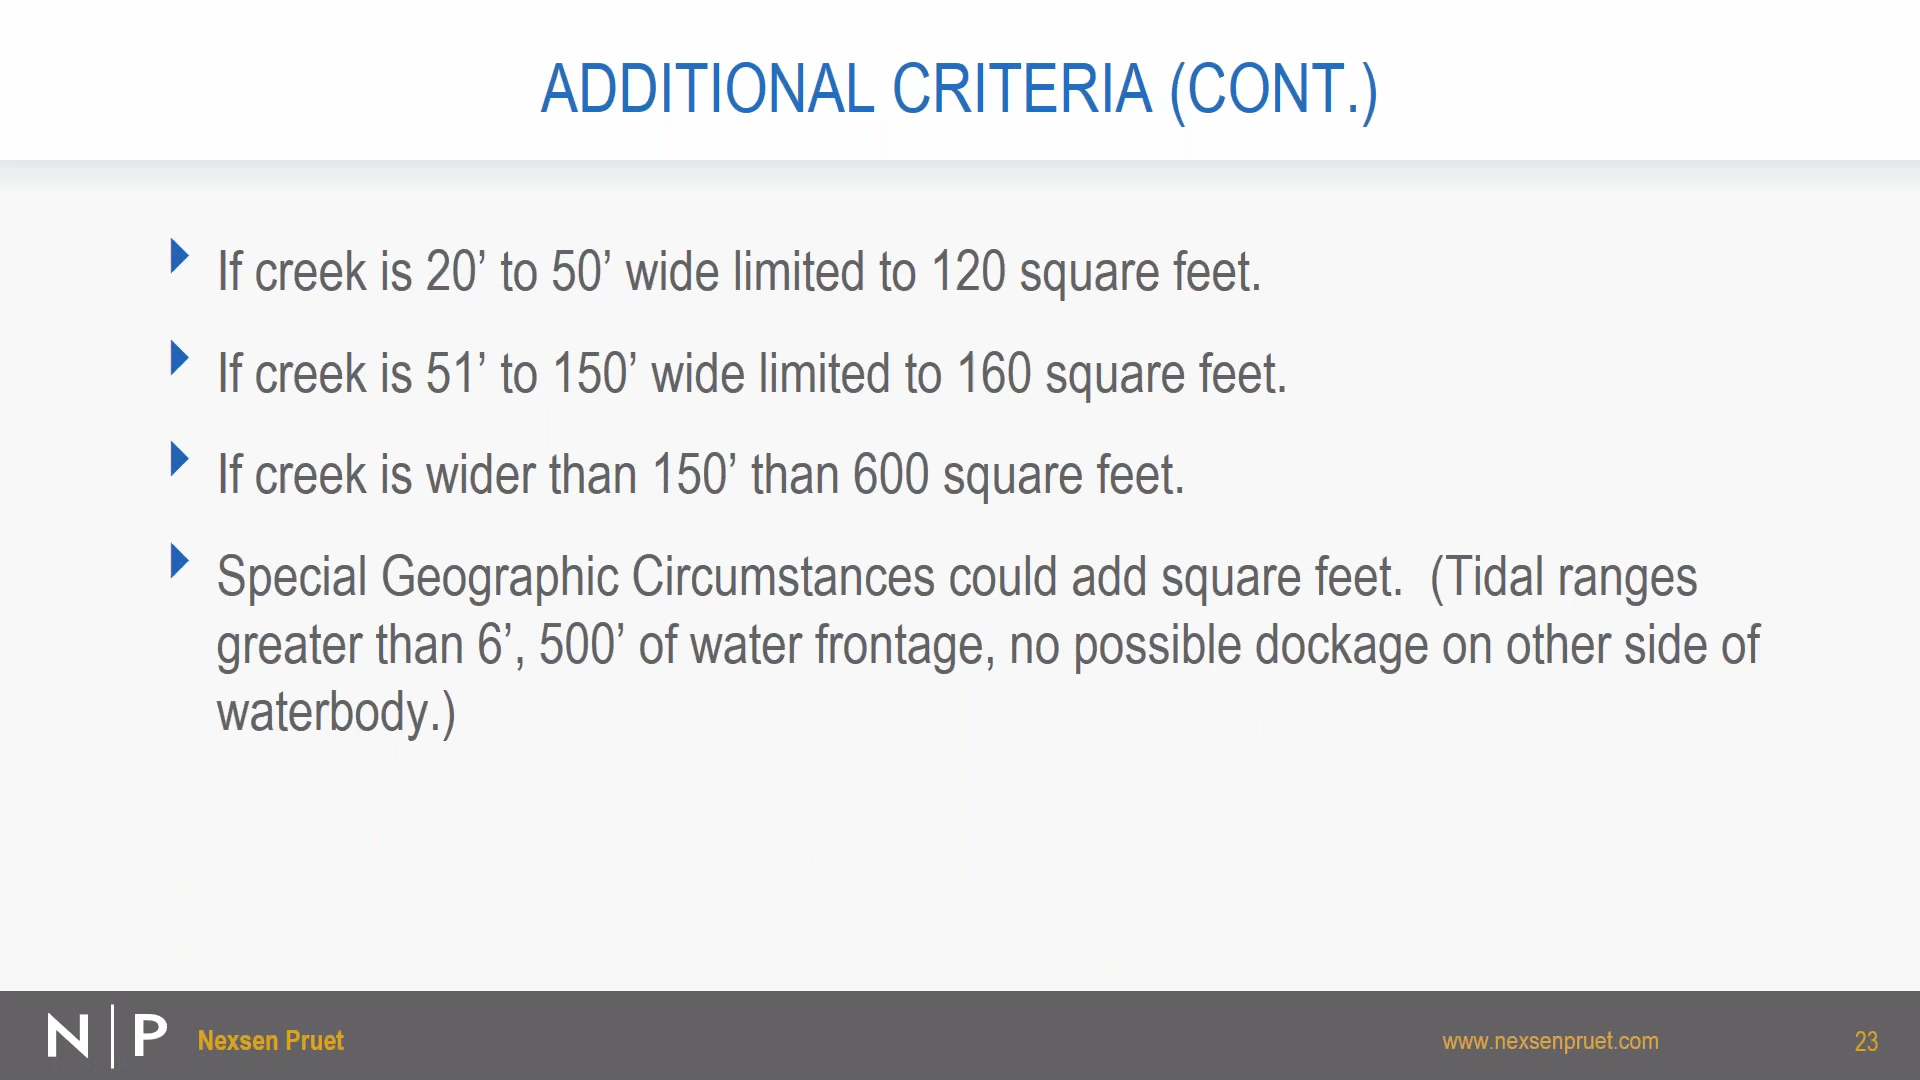 ADDITIONAL CRITERIA (CONT.)
If creek is 20’ to 50’ wide limited to 120 square feet.
If creek is 51’ to 150’ wide limited to 160 square feet.
If creek is wider than 150’ than 600 square feet.
Special Geographic Circumstances could add square feet.  (Tidal ranges
greater than 6’, 500’ of water frontage, no possible dockage on other side of
waterbody.)
N|P Nexsen Pruet www.nexsenpruet.com 23